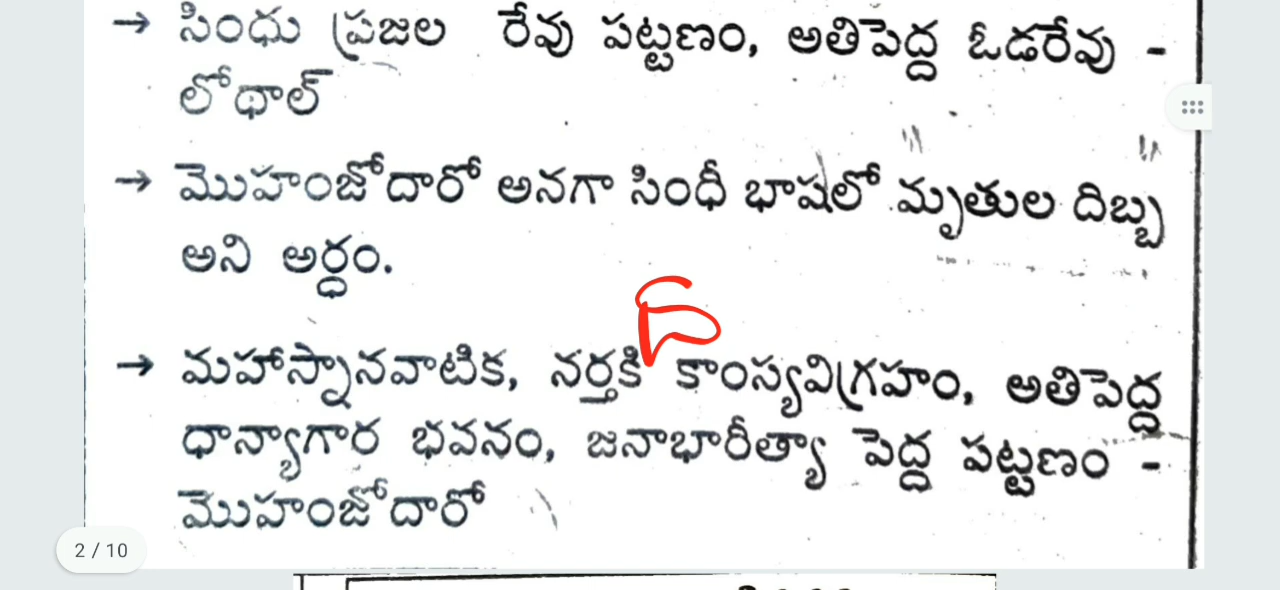 → సింధు ప్రజల రేవు పట్టణం, అతిపెద్ద ఓడరేవు -
లోథాల్
→ మొహంజోదారో అనగా సింధీ భాషలో మృతుల దిబ్బ
అని అర్ధం.
→ మహాస్నానవాటిక, నర్తకి కాంస్యవిగ్రహం, అతిపెద్ద
ధాన్యాగార భవనం, జనాభారీత్యా పెద్ద పట్టణం -
మొహంజోదారో
2 / 10